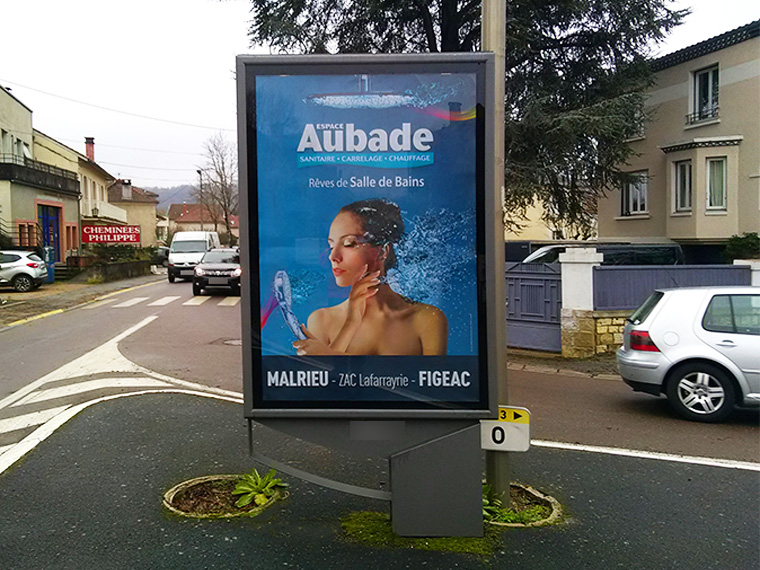 ESPACE
Aubade
SANITAIRE • CARRELAGE • CHAUFFAGE
Rêves de Salle de Bains
MALRIEU - ZAC Lafarrayrie - FIGEAC
CHEMINEES
PHILIPPE
3
0